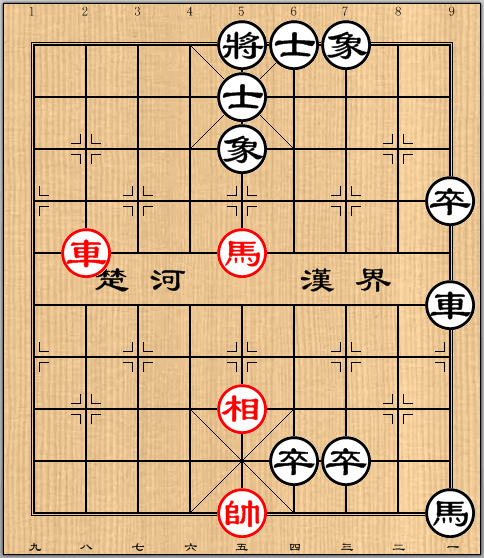 1 2 3 4 5 6 7 8 9
將 士 象
士
象
卒
車 馬
楚 河 漢 界
車
相
卒 卒
帥 馬
九 八 七 六 五 四 三 二 一